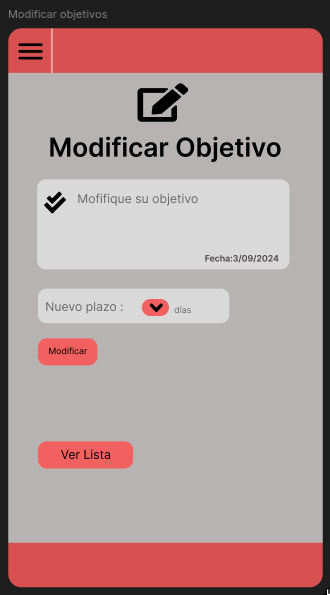 Modificar objetivos
Modificar Objetivo
Mofifique su objetivo
Fecha:3/09/2024
Nuevo plazo :
días
Modificar
Ver Lista